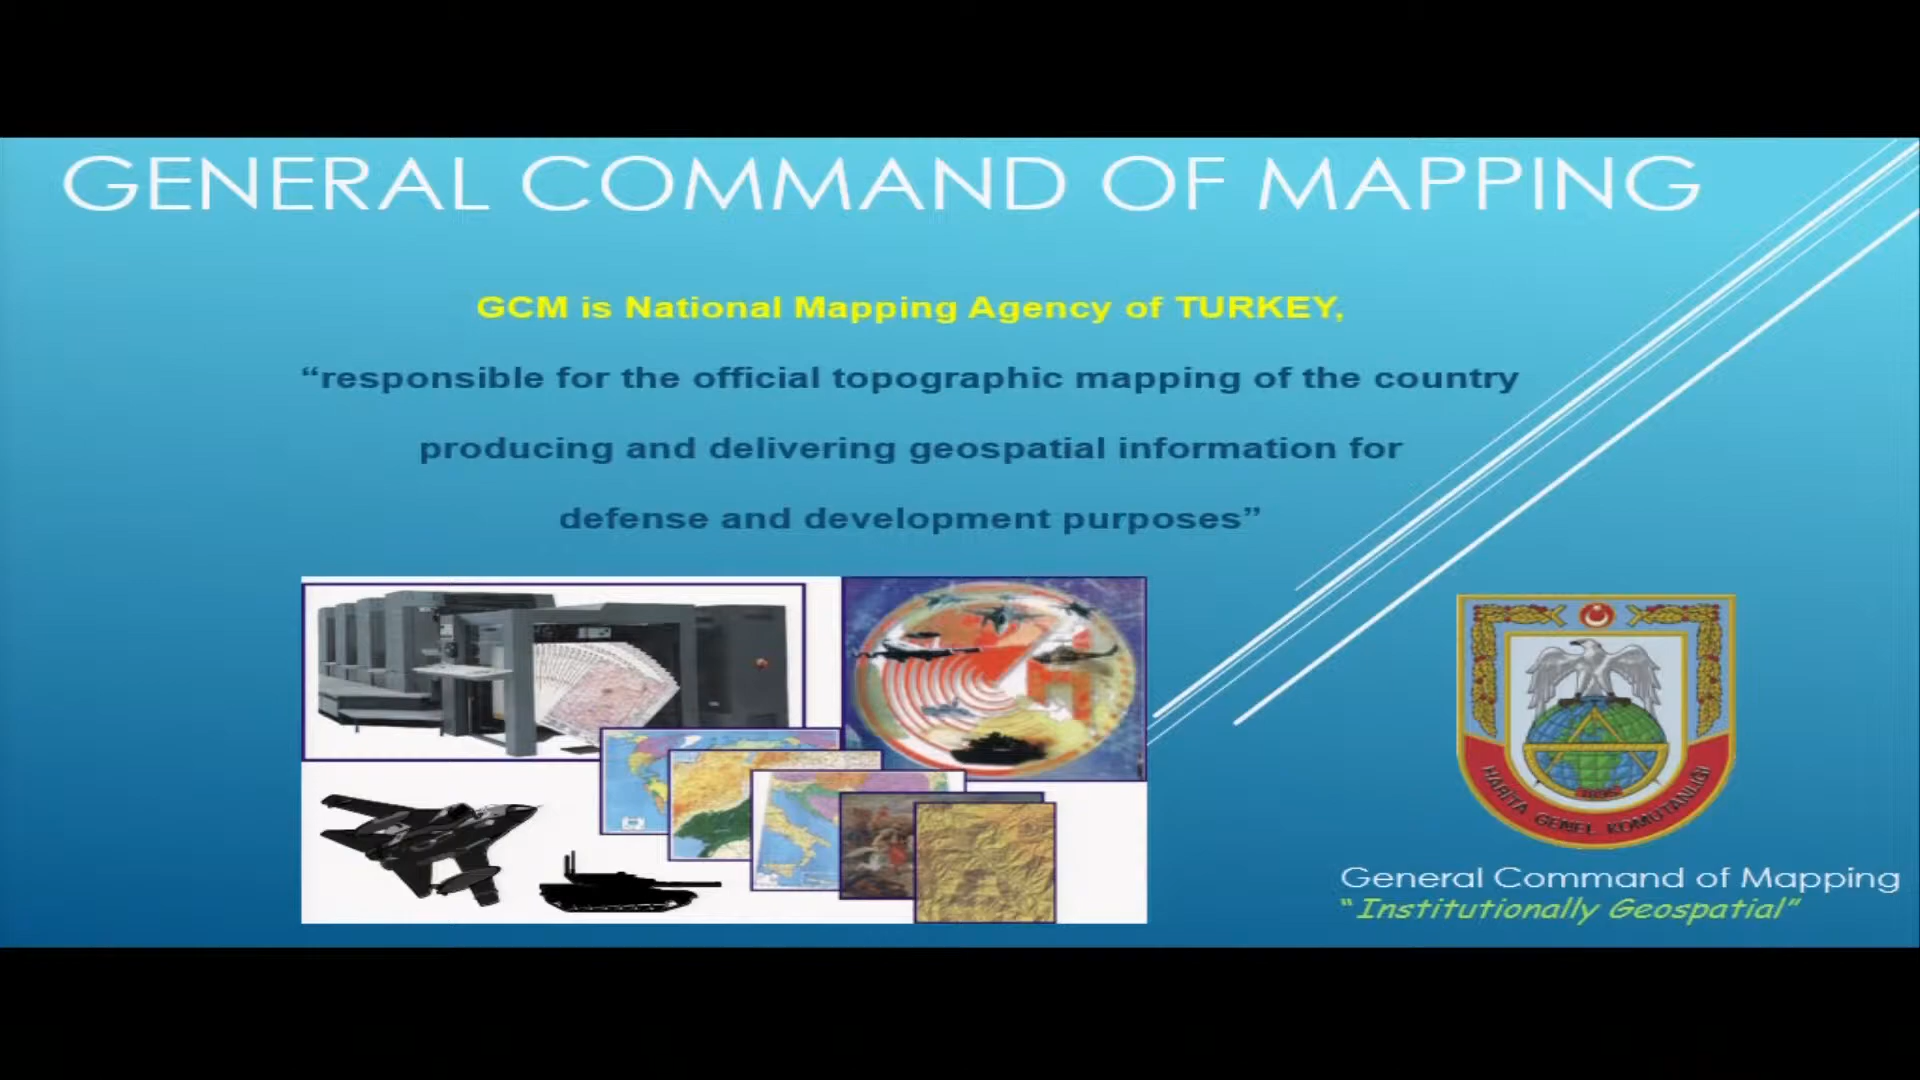 GENERAL COMMAND OF MAPPING
GCM is National Mapping Agency of TURKEY,
“responsible for the official topographic mapping of the country
producing and delivering geospatial information for
defense and development purposes”
HARİTA GENEL KOMUTANLIĞI
General Command of Mapping
“Institutionally Geospatial”